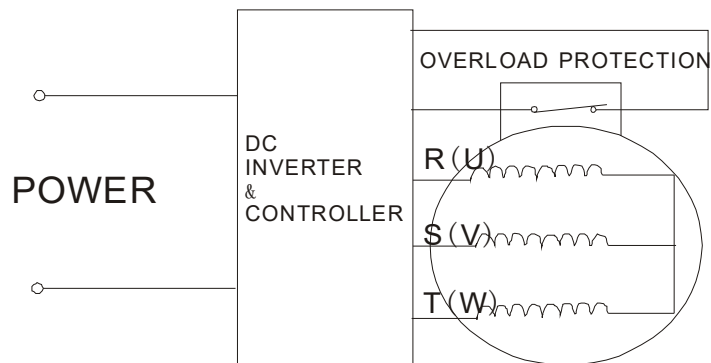 OVERLOAD PROTECTION
DC
INVERTER
&
CONTROLLER
POWER
R(U)
S(V)
T(W)